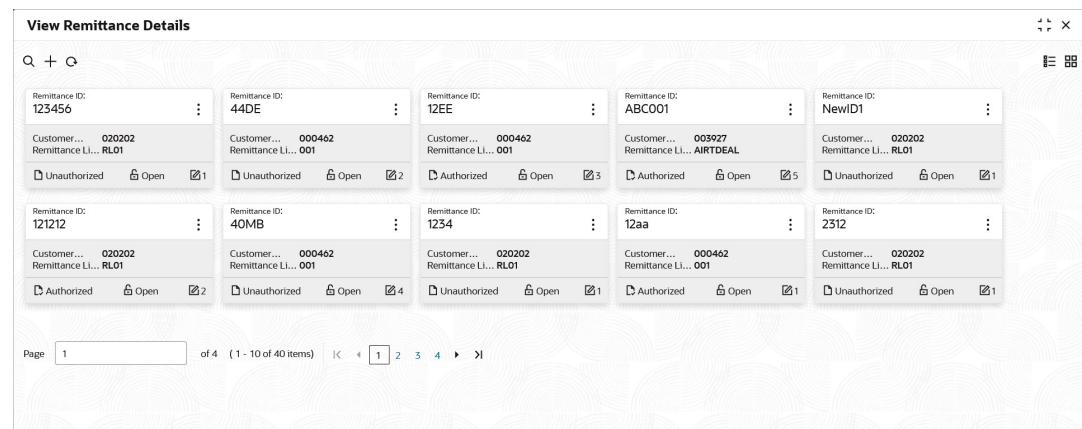 View Remittance Details
Remittance ID:
123456
Customer... 020202
Remittance Li... RL01
Unauthorized Open 1
Remittance ID:
44DE
Customer... 000462
Remittance Li... 001
Unauthorized Open 2
Remittance ID:
12EE
Customer... 000462
Remittance Li... 001
Authorized Open 3
Remittance ID:
ABC001
Customer... 003927
Remittance Li... AIRTDEAL
Authorized Open 5
Remittance ID:
NewID1
Customer... 020202
Remittance Li... RL01
Unauthorized Open 1
Remittance ID:
121212
Customer... 020202
Remittance Li... RL01
Authorized Open 2
Remittance ID:
40MB
Customer... 000462
Remittance Li... 001
Unauthorized Open 4
Remittance ID:
1234
Customer... 020202
Remittance Li... RL01
Unauthorized Open 1
Remittance ID:
12aa
Customer... 000462
Remittance Li... 001
Authorized Open 1
Remittance ID:
2312
Customer... 020202
Remittance Li... RL01
Unauthorized Open 1
Page 1 of 4 ( 1 - 10 of 40 items) 1 2 3 4